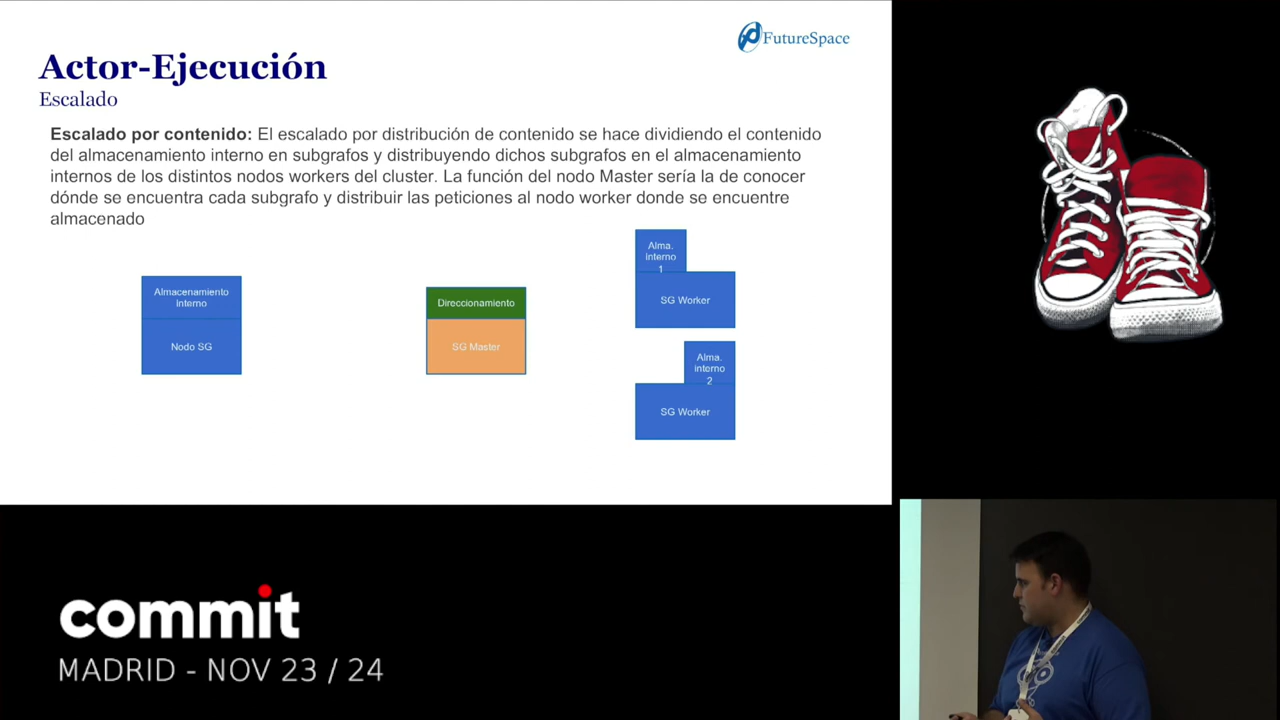 FutureSpace
Actor-Ejecución
Escalado
Escalado por contenido: El escalado por distribución de contenido se hace dividiendo el contenido
del almacenamiento interno en subgrafos y distribuyendo dichos subgrafos en el almacenamiento
internos de los distintos nodos workers del cluster. La función del nodo Master sería la de conocer
dónde se encuentra cada subgrafo y distribuir las peticiones al nodo worker donde se encuentre
almacenado
Almacenamiento
Interno
Nodo SG
Direccionamiento
SG Master
Alma.
interno
1
SG Worker
Alma.
interno
2
SG Worker
commit
MADRID - NOV 23 / 24